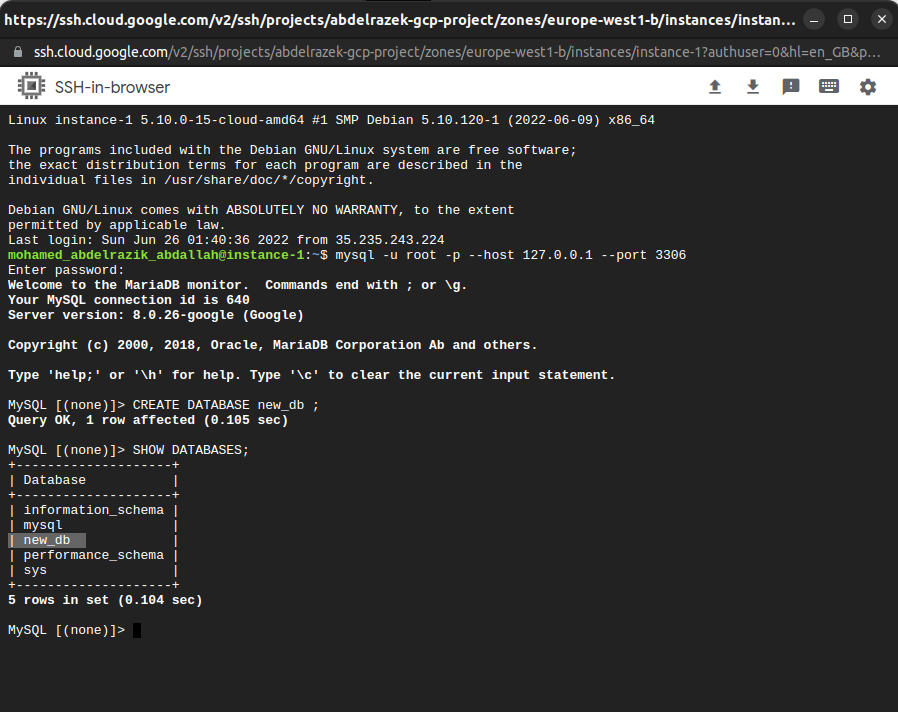 https://ssh.cloud.google.com/v2/ssh/projects/abdelrazek-gcp-project/zones/europe-west1-b/instances/instan...
ssh.cloud.google.com/v2/ssh/projects/abdelrazek-gcp-project/zones/europe-west1-b/instances/instance-1?authuser=0&hl=en_GB&p...
SSH-in-browser
Linux instance-1 5.10.0-15-cloud-amd64 #1 SMP Debian 5.10.120-1 (2022-06-09) x86_64
The programs included with the Debian GNU/Linux system are free software;
the exact distribution terms for each program are described in the
individual files in /usr/share/doc/*/copyright.
Debian GNU/Linux comes with ABSOLUTELY NO WARRANTY, to the extent
permitted by applicable law.
Last login: Sun Jun 26 01:40:36 2022 from 35.235.243.224
mohamed_abdelrazik_abdallah@instance-1:~$ mysql -u root -p --host 127.0.0.1 --port 3306
Enter password:
Welcome to the MariaDB monitor.  Commands end with ; or \g.
Your MySQL connection id is 640
Server version: 8.0.26-google (Google)
Copyright (c) 2000, 2018, Oracle, MariaDB Corporation Ab and others.
Type 'help;' or '\h' for help. Type '\c' to clear the current input statement.
MySQL [(none)]> CREATE DATABASE new_db ;
Query OK, 1 row affected (0.105 sec)
MySQL [(none)]> SHOW DATABASES;
+--------------------+
| Database           |
+--------------------+
| information_schema |
| mysql              |
| new_db             |
| performance_schema |
| sys                |
+--------------------+
5 rows in set (0.104 sec)
MySQL [(none)]>